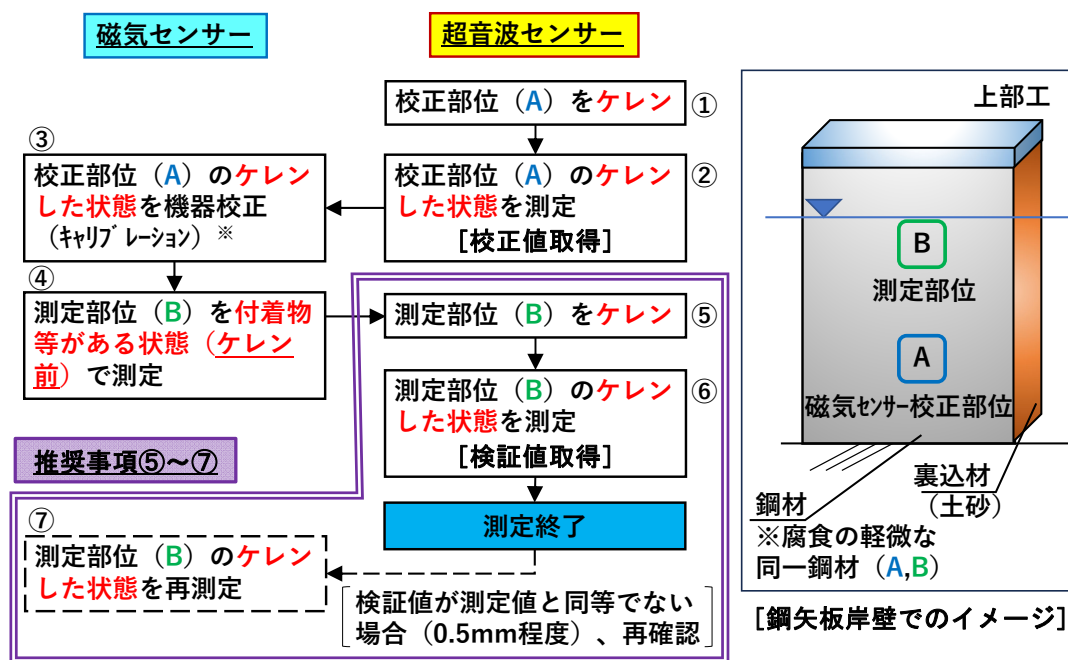 磁気センサー
超音波センサー
校正部位（A）をケレン
①
③
校正部位（A）のケレン
した状態を機器校正
（ｷｬﾘﾌﾞﾚｰｼｮﾝ）※
校正部位（A）のケレン
した状態を測定
［校正値取得］
②
④
測定部位（B）を付着物
等がある状態（ケレン
前）で測定
測定部位（B）をケレン
⑤
測定部位（B）のケレン
した状態を測定
［検証値取得］
⑥
推奨事項⑤～⑦
測定終了
⑦
測定部位（B）のケレン
した状態を再測定
検証値が測定値と同等でない
場合（0.5mm程度）、再確認
上部工
B
測定部位
A
磁気ｾﾝｻｰ校正部位
裏込材
（土砂）
鋼材
※腐食の軽微な
同一鋼材（A,B）
［鋼矢板岸壁でのイメージ］